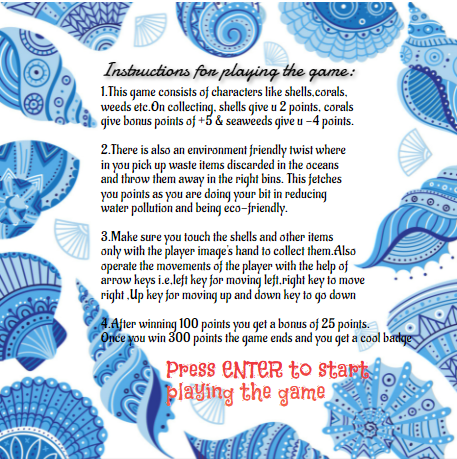 Instructions for playing the game:
1.This game consists of characters like shells,corals,
weeds etc.On collecting, shells give u 2 points, corals
give bonus points of +5 & seaweeds give u -4 points.
2.There is also an environment friendly twist where
in you pick up waste items discarded in the oceans
and throw them away in the right bins. This fetches
you points as you are doing your bit in reducing
water pollution and being eco-friendly.
3.Make sure you touch the shells and other items
only with the player image's hand to collect them.Also
operate the movements of the player with the help of
arrow keys i.e,left key for moving left,right key to move
right ,Up key for moving up and down key to go down
4.After winning 100 points you get a bonus of 25 points.
Once you win 300 points the game ends and you get a cool badge
Press ENTER to start
playing the game